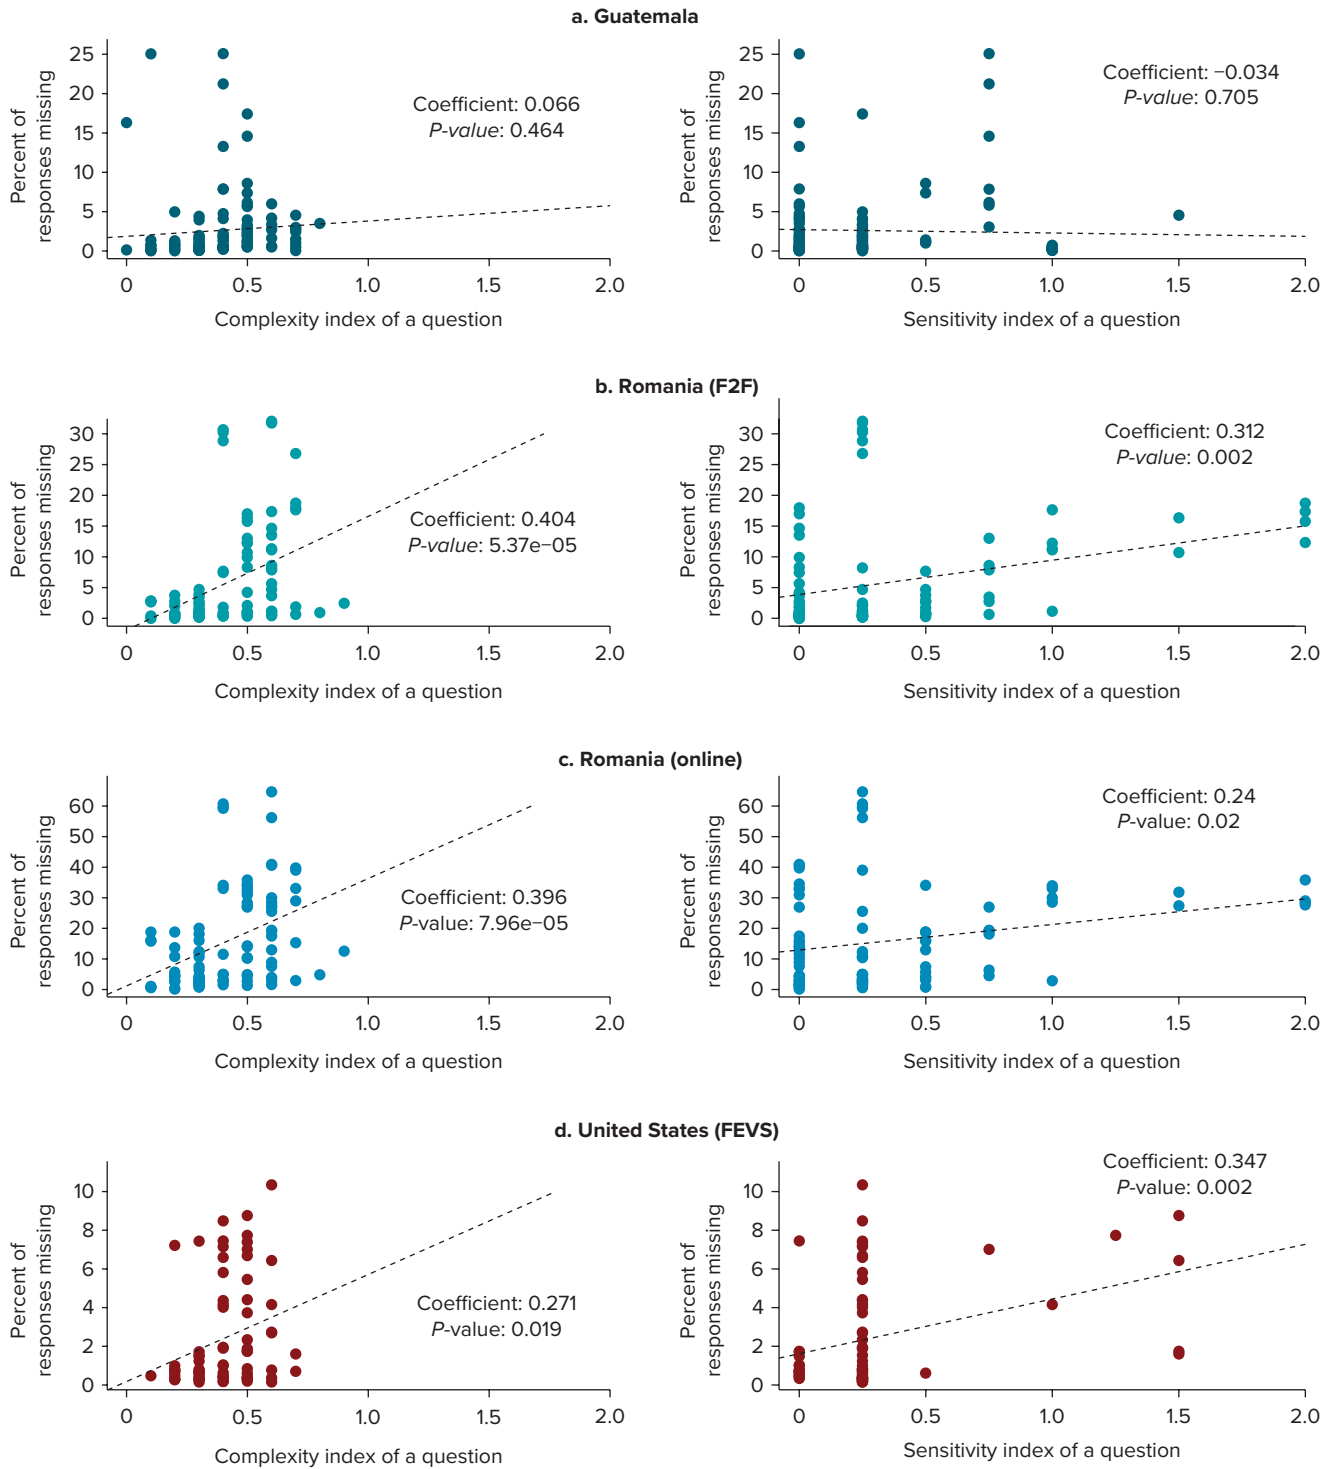 a. Guatemala
Percent of
responses missing
25
20
15
10
5
0
Coefficient: 0.066
P-value: 0.464
0 0.5 1.0 1.5 2.0
Complexity index of a question
Percent of
responses missing
25
20
15
10
5
0
Coefficient: −0.034
P-value: 0.705
0 0.5 1.0 1.5 2.0
Sensitivity index of a question
b. Romania (F2F)
Percent of
responses missing
30
25
20
15
10
5
0
Coefficient: 0.404
P-value: 5.37e−05
0 0.5 1.0 1.5 2.0
Complexity index of a question
Percent of
responses missing
30
25
20
15
10
5
0
Coefficient: 0.312
P-value: 0.002
0 0.5 1.0 1.5 2.0
Sensitivity index of a question
c. Romania (online)
Percent of
responses missing
60
50
40
30
20
10
0
Coefficient: 0.396
P-value: 7.96e−05
0 0.5 1.0 1.5 2.0
Complexity index of a question
Percent of
responses missing
60
50
40
30
20
10
0
Coefficient: 0.24
P-value: 0.02
0 0.5 1.0 1.5 2.0
Sensitivity index of a question
d. United States (FEVS)
Percent of
responses missing
10
8
6
4
2
0
Coefficient: 0.271
P-value: 0.019
0 0.5 1.0 1.5 2.0
Complexity index of a question
Percent of
responses missing
10
8
6
4
2
0
Coefficient: 0.347
P-value: 0.002
0 0.5 1.0 1.5 2.0
Sensitivity index of a question